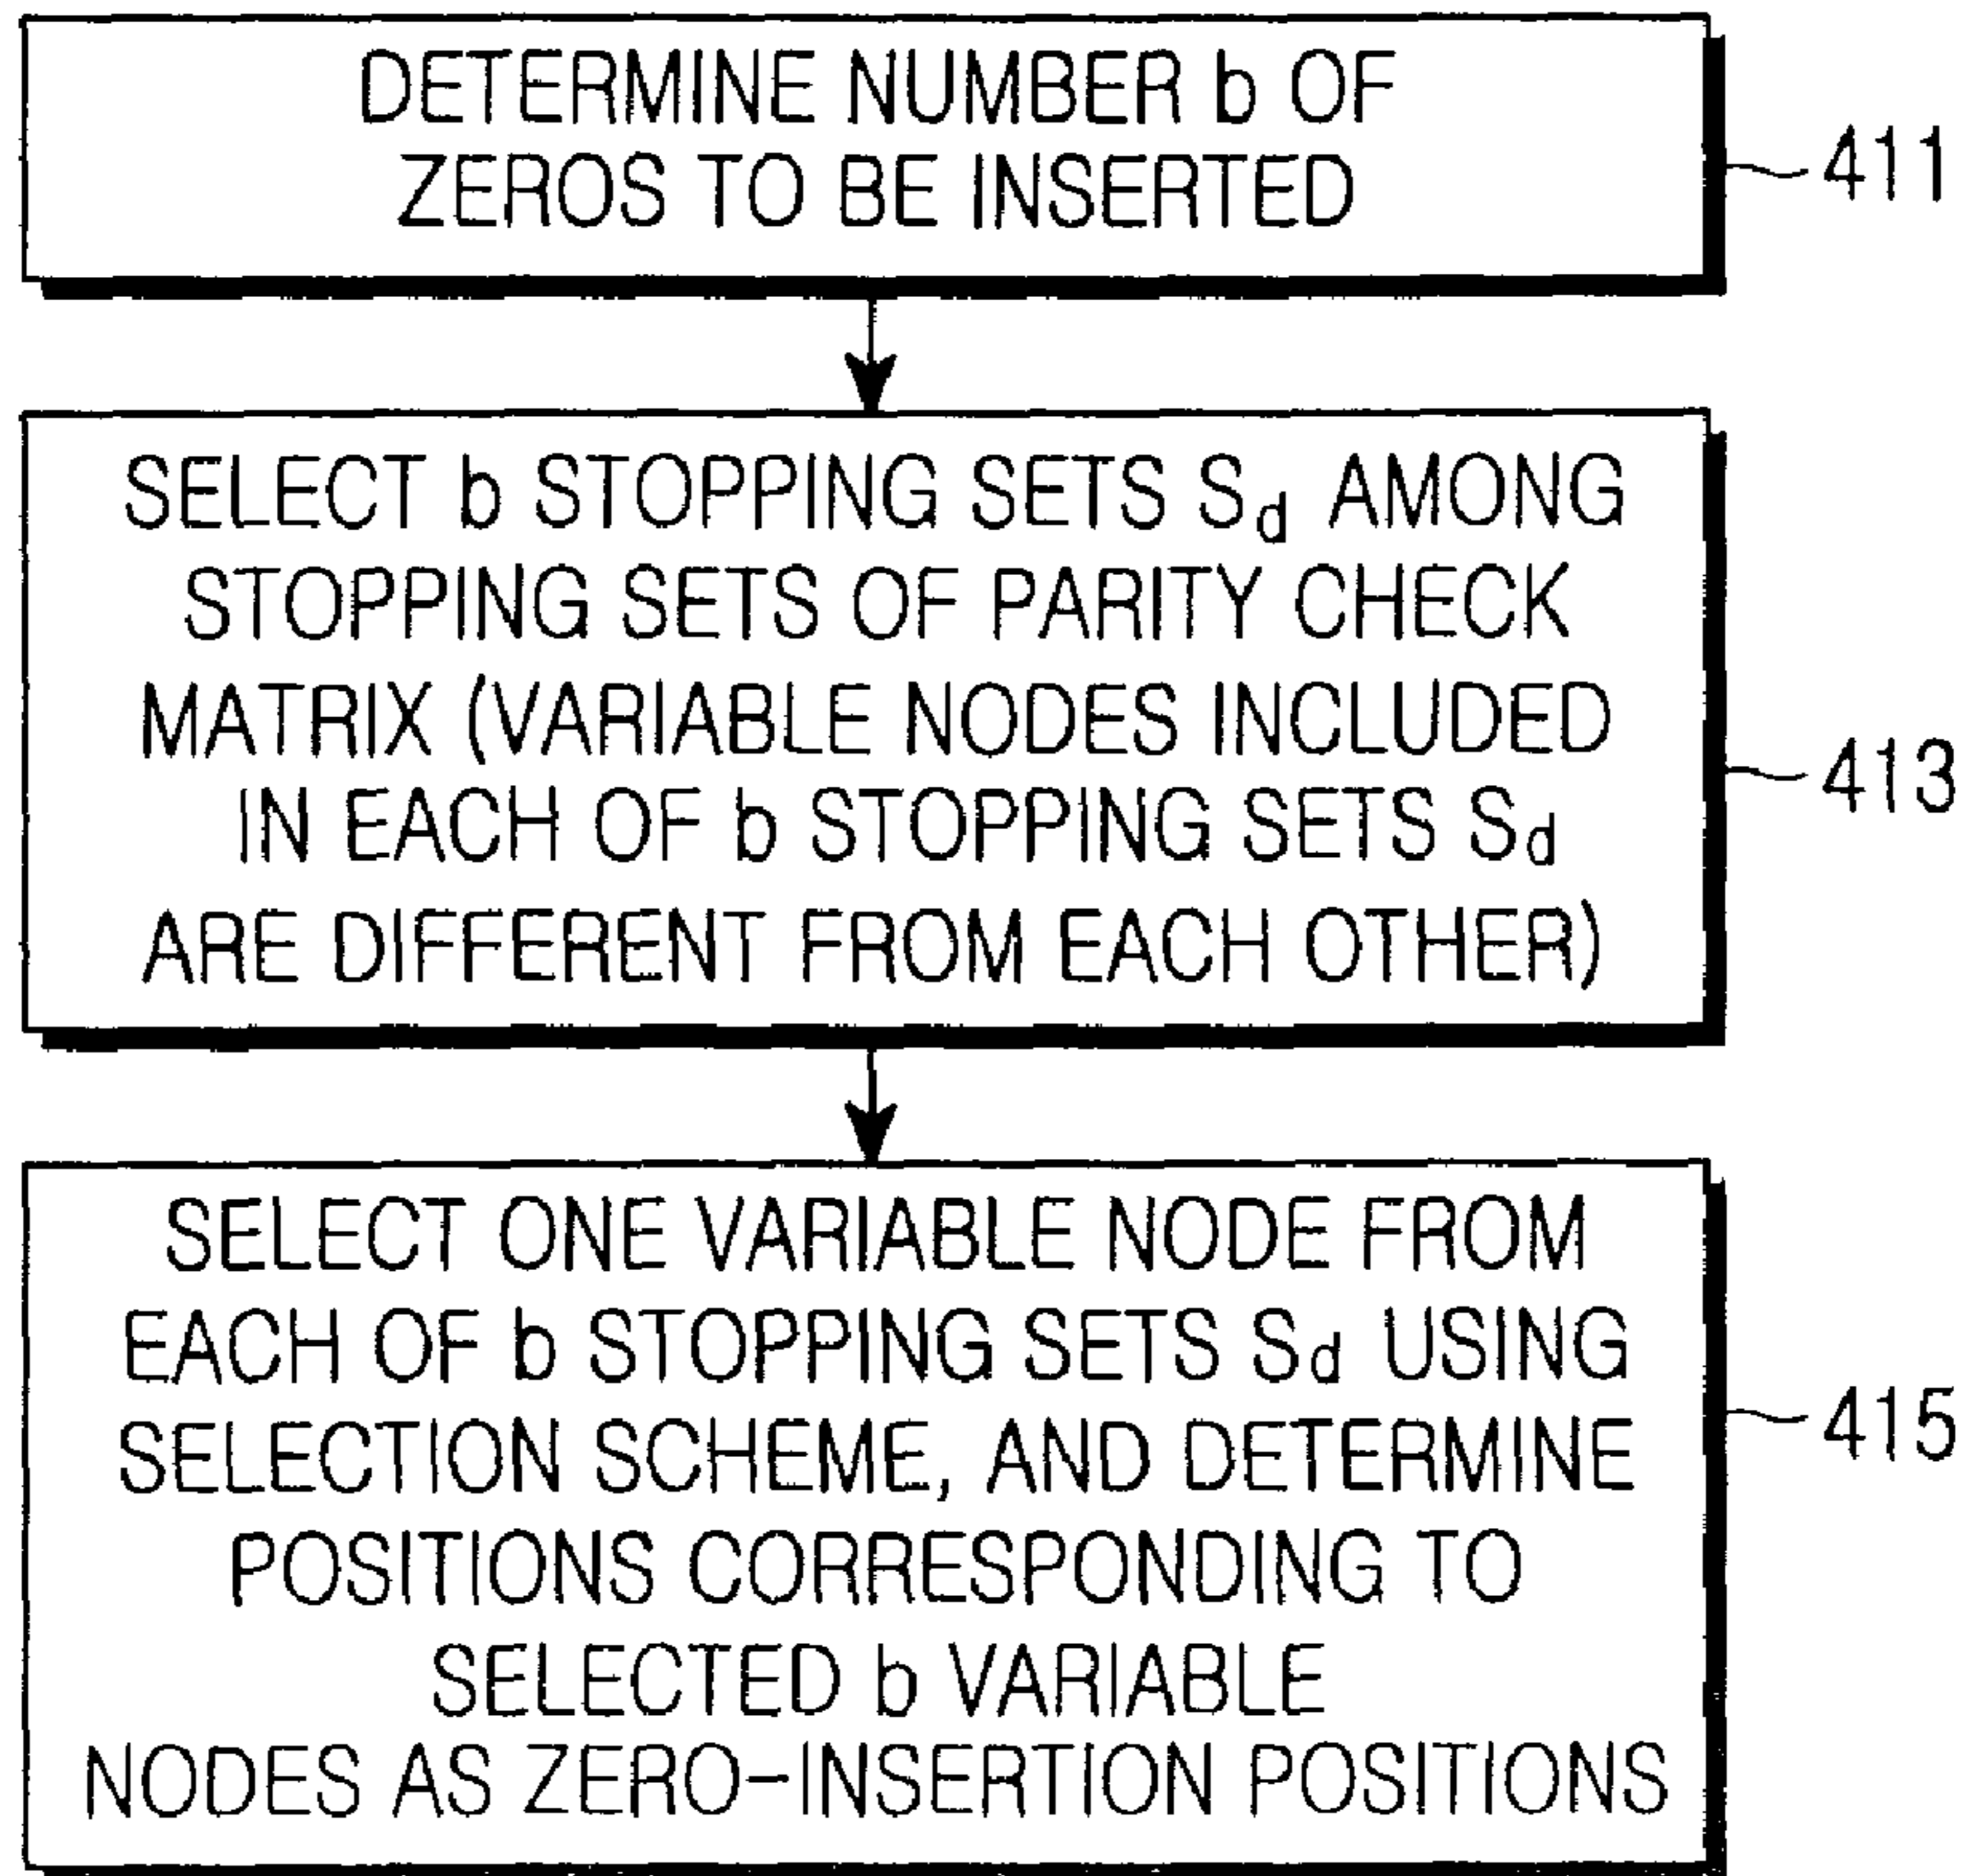 DETERMINE NUMBER b OF
ZEROS TO BE INSERTED
411
SELECT b STOPPING SETS Sd AMONG
STOPPING SETS OF PARITY CHECK
MATRIX (VARIABLE NODES INCLUDED
IN EACH OF b STOPPING SETS Sd
ARE DIFFERENT FROM EACH OTHER)
413
SELECT ONE VARIABLE NODE FROM
EACH OF b STOPPING SETS Sd USING
SELECTION SCHEME, AND DETERMINE
POSITIONS CORRESPONDING TO
SELECTED b VARIABLE
NODES AS ZERO-INSERTION POSITIONS
415